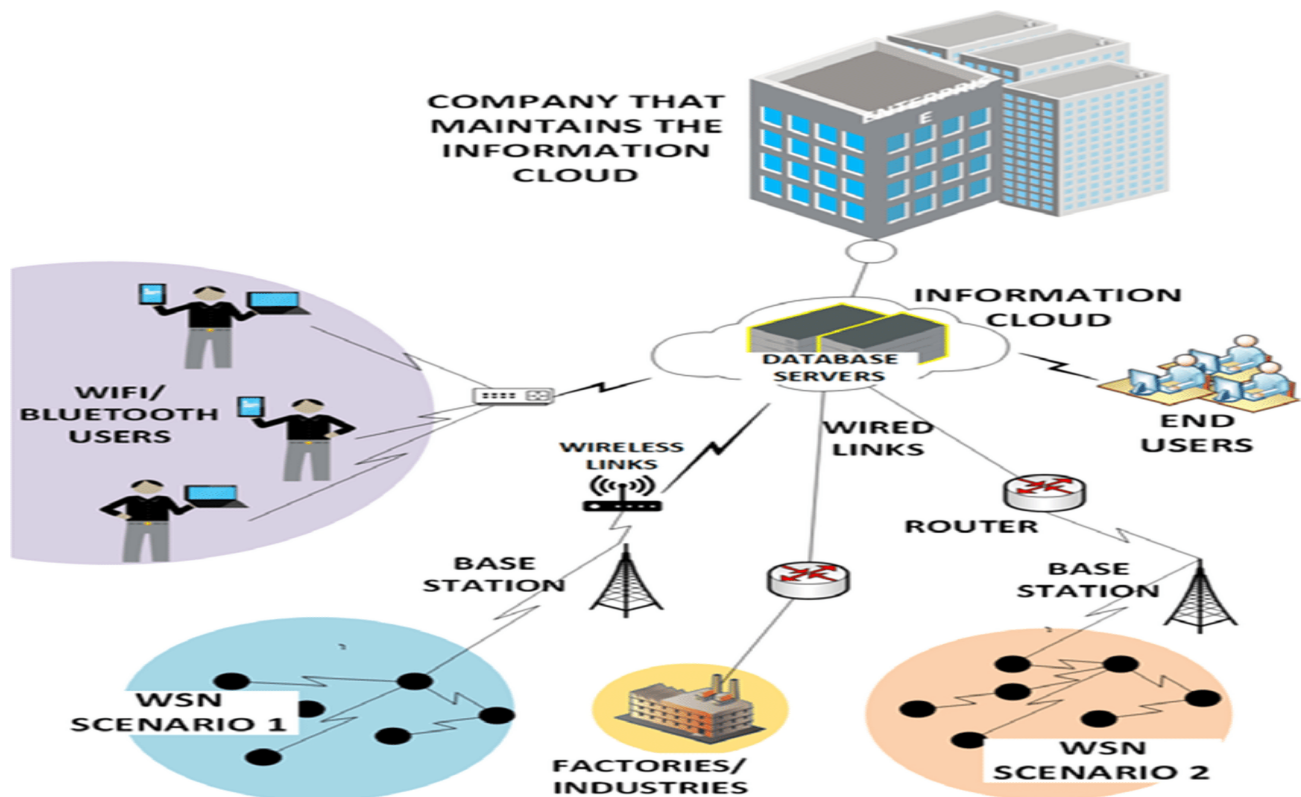 COMPANY THAT
MAINTAINS THE
INFORMATION
CLOUD
ENTERPRIS
E
INFORMATION
CLOUD
DATABASE
SERVERS
WIFI/
BLUETOOTH
USERS
END
USERS
WIRELESS
LINKS
WIRED
LINKS
ROUTER
BASE
STATION
BASE
STATION
WSN
SCENARIO 1
FACTORIES/
INDUSTRIES
WSN
SCENARIO 2